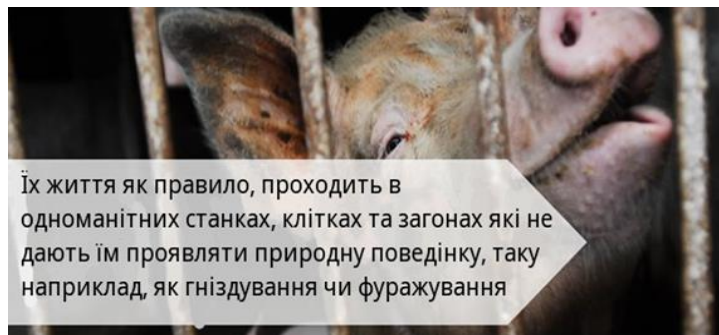 Їх життя як правило, проходить в
одноманітних станках, клітках та загонах які не
дають їм проявляти природну поведінку, таку
наприклад, як гніздування чи фуражування